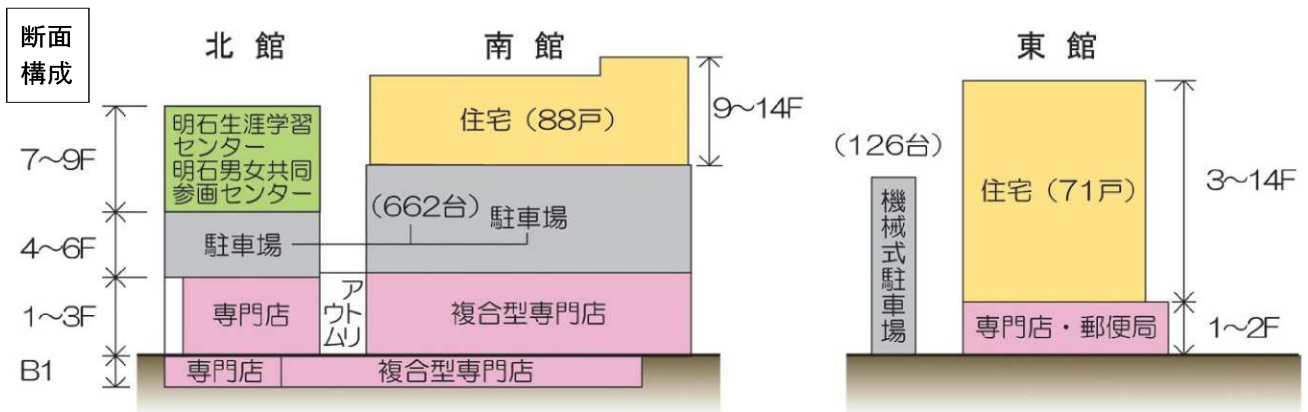 断面
構成
北館
南館
東館
7～9F
4～6F
1～3F
B1
明石生涯学習
センター
明石男女共同
参画センター
駐車場
(662台)
駐車場
専門店
アトリウム
複合型専門店
専門店
複合型専門店
住宅（88戸）
9～14F
(126台)
機械式駐車場
住宅（71戸）
3～14F
専門店・郵便局
1～2F